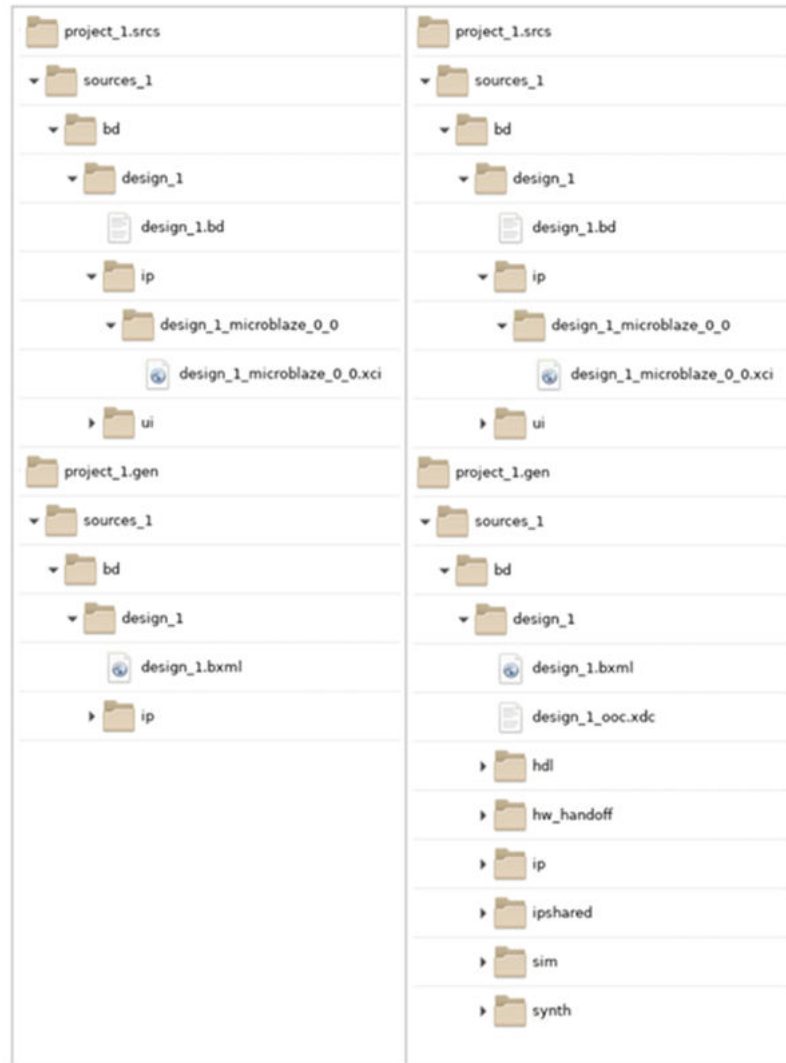 project_1.srcs
sources_1
bd
design_1
design_1.bd
ip
design_1_microblaze_0_0
design_1_microblaze_0_0.xci
ui
project_1.gen
sources_1
bd
design_1
design_1.bxml
ip
project_1.srcs
sources_1
bd
design_1
design_1.bd
ip
design_1_microblaze_0_0
design_1_microblaze_0_0.xci
ui
project_1.gen
sources_1
bd
design_1
design_1.bxml
design_1_ooc.xdc
hdl
hw_handoff
ip
ipshared
sim
synth